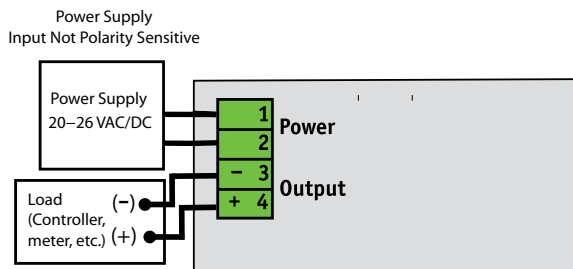 Power Supply
Input Not Polarity Sensitive
Power Supply
20–26 VAC/DC
1
2
Power
Load
(Controller,
meter, etc.)
(–)
(+)
– 3
+ 4
Output